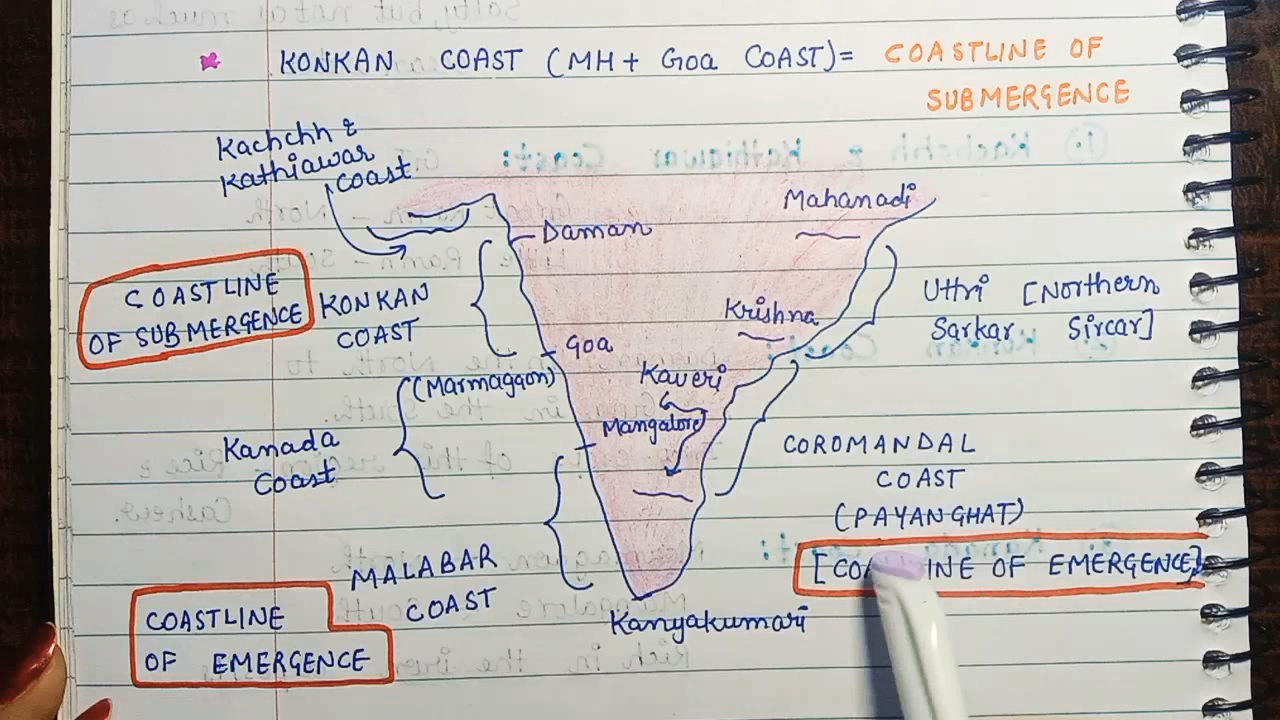 KONKAN COAST (MH + Goa COAST) = COASTLINE OF
SUBMERGENCE
Kachchh &
Kathiawar
Coast
Mahanadi
Daman
COASTLINE
OF SUBMERGENCE
KONKAN
COAST
Uttri [Northern
Sarkar Sircar]
Krishna
Goa
(Marmagaon)
Kaveri
Mangalore
Kanada
Coast
COROMANDAL
COAST
(PAYANGHAT)
[COA INE OF EMERGENCE]
MALABAR
COAST
COASTLINE
OF EMERGENCE
Kanyakumari